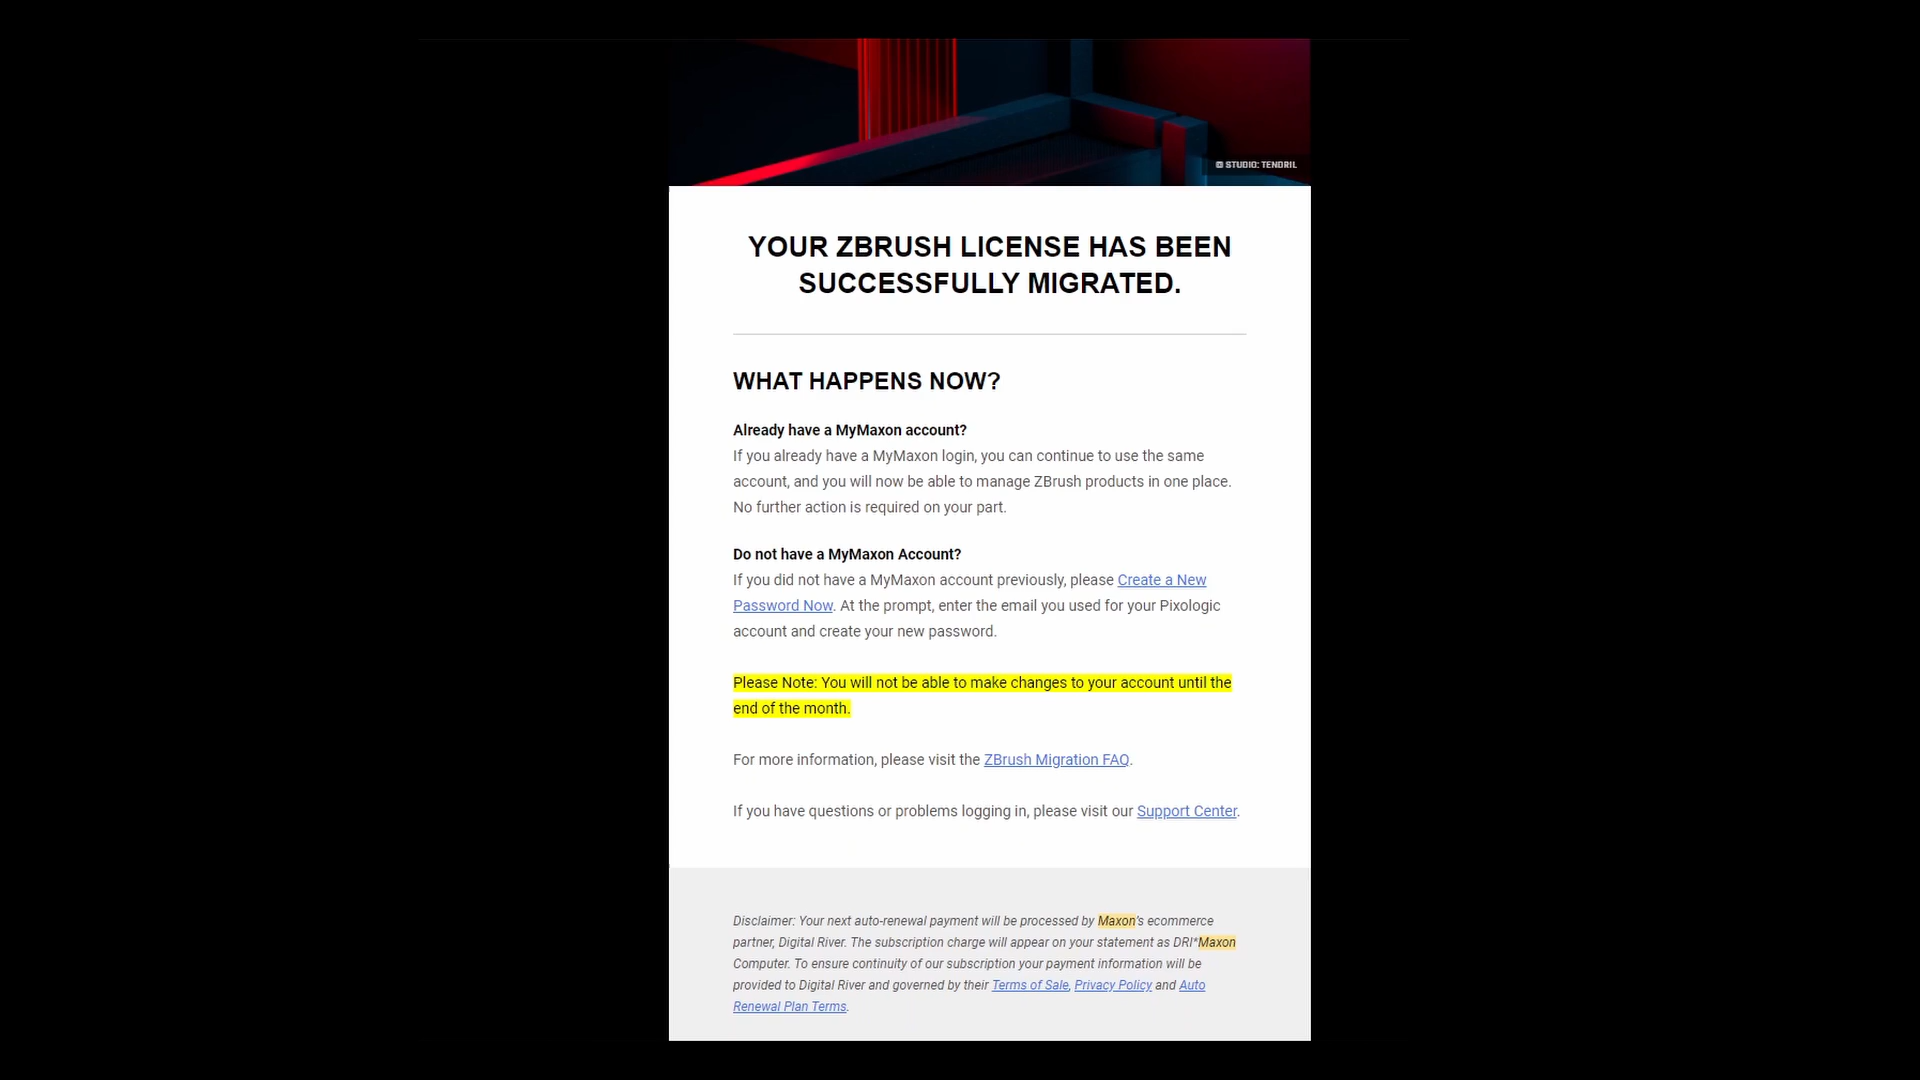 © STUDIO: TENDRIL
YOUR ZBRUSH LICENSE HAS BEEN
SUCCESSFULLY MIGRATED.
WHAT HAPPENS NOW?
Already have a MyMaxon account?
If you already have a MyMaxon login, you can continue to use the same
account, and you will now be able to manage ZBrush products in one place.
No further action is required on your part.
Do not have a MyMaxon Account?
If you did not have a MyMaxon account previously, please Create a New
Password Now. At the prompt, enter the email you used for your Pixologic
account and create your new password.
Please Note: You will not be able to make changes to your account until the
end of the month.
For more information, please visit the ZBrush Migration FAQ.
If you have questions or problems logging in, please visit our Support Center.
Disclaimer: Your next auto-renewal payment will be processed by Maxon's ecommerce
partner, Digital River. The subscription charge will appear on your statement as DRI*Maxon
Computer. To ensure continuity of our subscription your payment information will be
provided to Digital River and governed by their Terms of Sale, Privacy Policy and Auto
Renewal Plan Terms.